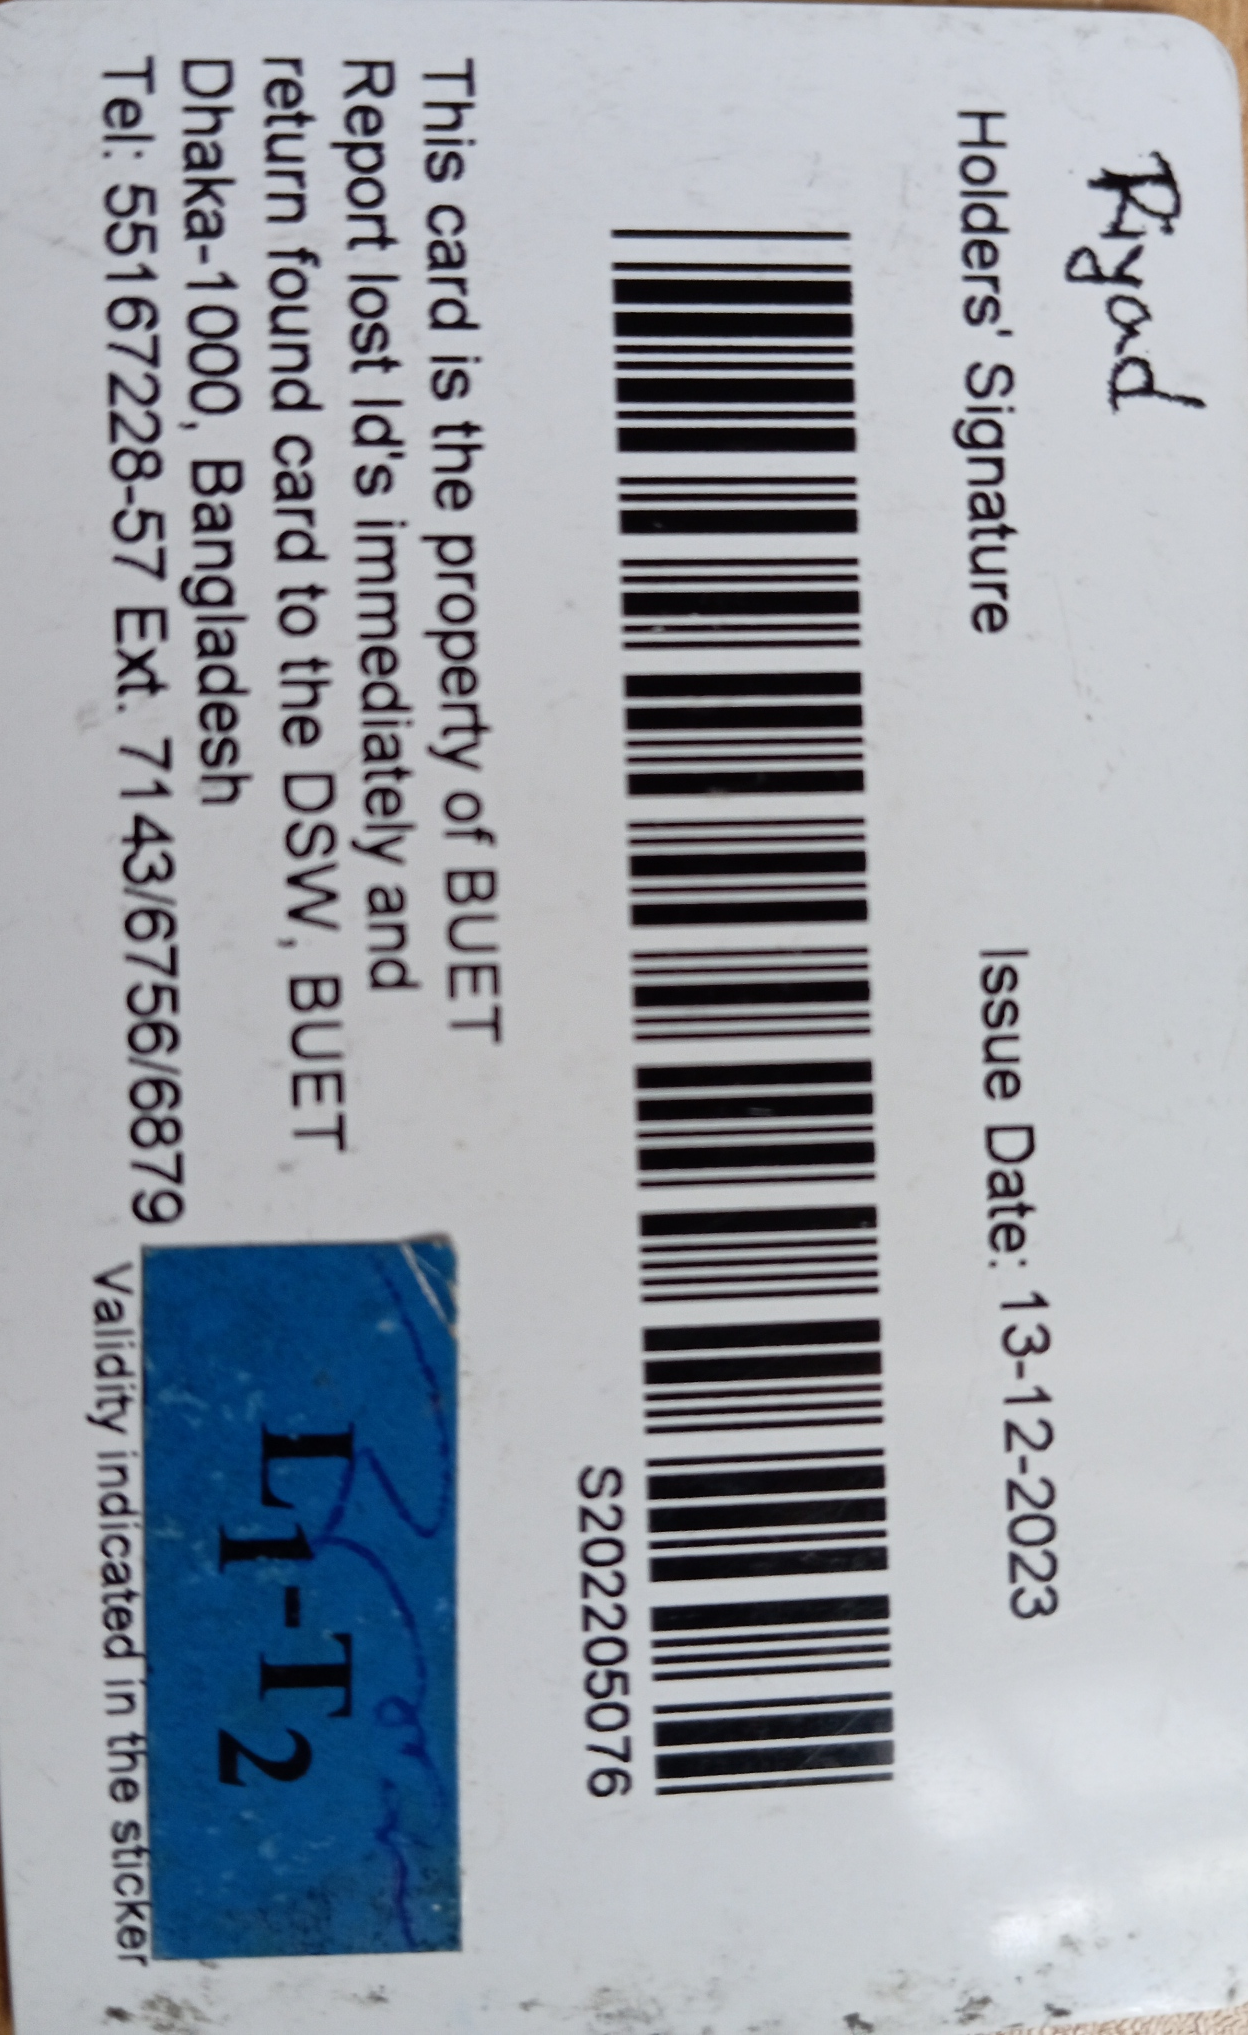 Riyad
Holders' Signature
Issue Date: 13-12-2023
S202205076
This card is the property of BUET
Report lost Id's immediately and
return found card to the DSW, BUET
Dhaka-1000, Bangladesh
Tel: 55167228-57 Ext. 7143/6756/6879
L1-T2
Validity indicated in the sticker